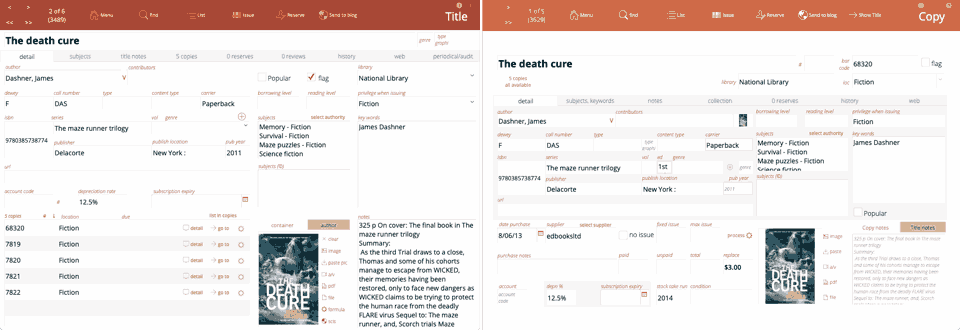 2 of 6
(3489)
Menu
find
List
Issue
Reserve
Send to blog
Title
The death cure
genre
type
graph:
detail
subjects
title notes
5 copies
0 reserves
0 reviews
history
web
periodical/audit
author
contributors
library
Dashner, James
V
Popular
flag
National Library
dewey
call number
type
content type
carrier
borrowing level
reading level
privilege when issuing
F
DAS
Paperback
Fiction
isbn
series
vol
genre
subjects
select authority
key words
The maze runner trilogy
Memory - Fiction
Survival - Fiction
Maze puzzles - Fiction
Science fiction
James Dashner
9780385738774
publisher
publish location
pub year
Delacorte
New York :
2011
url
subjects (fo)
account code
depreciation rate
subscription expiry
#
12.5%
5 copies
location
due
list in copies
68320
Fiction
detail
go to
7819
Fiction
detail
go to
7820
Fiction
detail
go to
7821
Fiction
detail
go to
7822
Fiction
detail
go to
container
author
clear
image
paste pic
a/v
pdf
file
formula
scis
THE
DEATH
CURE
notes
325 p On cover: The final book in The
maze runner trilogy
Summary:
As the third Trial draws to a close,
Thomas and some of his cohorts
manage to escape from WICKED,
their memories having been
restored, only to face new dangers as
WICKED claims to be trying to protect
the human race from the deadly
FLARE virus Sequel to: The maze
runner, and, Scorch trials Maze
1 of 5
(3629)
Menu
find
List
Issue
Reserve
Send to blog
Show Title
Copy
The death cure
#
bar
code
68320
flag
5 copies
all available
library
National Library
loc
Fiction
detail
subjects, keywords
notes
collection
0 reserves
history
web
author
contributors
borrowing level
reading level
privilege when issuing
Dashner, James
V
Fiction
dewey
call number
type
content type
carrier
subjects
select authority
key words
F
DAS
type
graph:
Paperback
Memory - Fiction
Survival - Fiction
Maze puzzles - Fiction
Science fiction
James Dashner
isbn
series
vol
ed
genre
The maze runner trilogy
1st
genre
9780385738774
publisher
publish location
pub year
subjects (fo)
Delacorte
New York :
2011
url
Popular
date purchase
supplier
select supplier
fixed issue
max issue
8/06/13
edbooksltd
no issue
process
purchase notes
paid
unpaid
total
replace
$3.00
account
depn %
subscription expiry
stock take run
condition
account
code
12.5%
2014
Copy notes
Title notes
image
paste
a/v
pdf
file
325 p On cover: The final book in The maze
runner trilogy
Summary:
As the third Trial draws to a close, Thomas
and some of his cohorts manage to escape
from WICKED, their memories having been
restored, only to face new dangers as
WICKED claims to be trying to protect the
human race from the deadly FLARE virus
Sequel to: The maze runner, and, Scorch